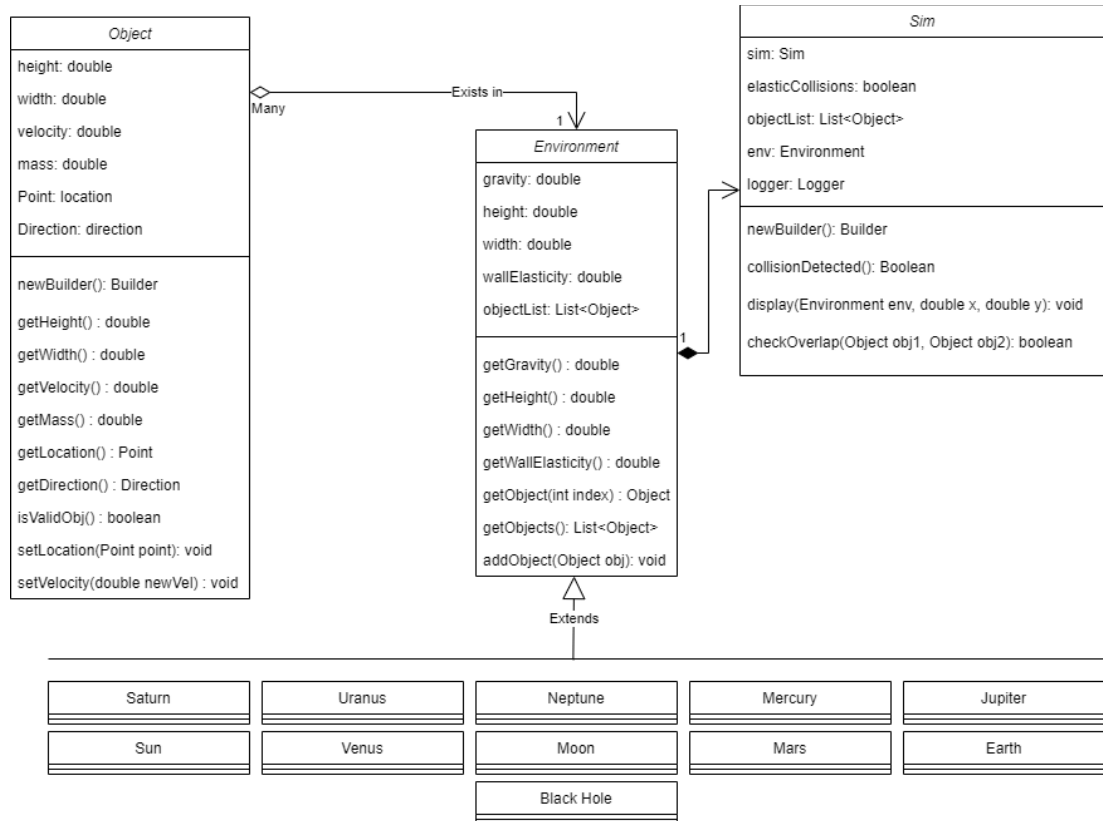 Object
height: double
width: double
velocity: double
mass: double
Point: location
Direction: direction
newBuilder(): Builder
getHeight() : double
getWidth() : double
getVelocity() : double
getMass() : double
getLocation() : Point
getDirection() : Direction
isValidObj() : boolean
setLocation(Point point): void
setVelocity(double newVel) : void
Many
Exists in
1
Environment
gravity: double
height: double
width: double
wallElasticity: double
objectList: List<Object>
getGravity() : double
getHeight() : double
getWidth() : double
getWallElasticity() : double
getObject(int index) : Object
getObjects(): List<Object>
addObject(Object obj): void
1
Sim
sim: Sim
elasticCollisions: boolean
objectList: List<Object>
env: Environment
logger: Logger
newBuilder(): Builder
collisionDetected(): Boolean
display(Environment env, double x, double y): void
checkOverlap(Object obj1, Object obj2): boolean
Extends
Saturn
Uranus
Neptune
Mercury
Jupiter
Sun
Venus
Moon
Mars
Earth
Black Hole